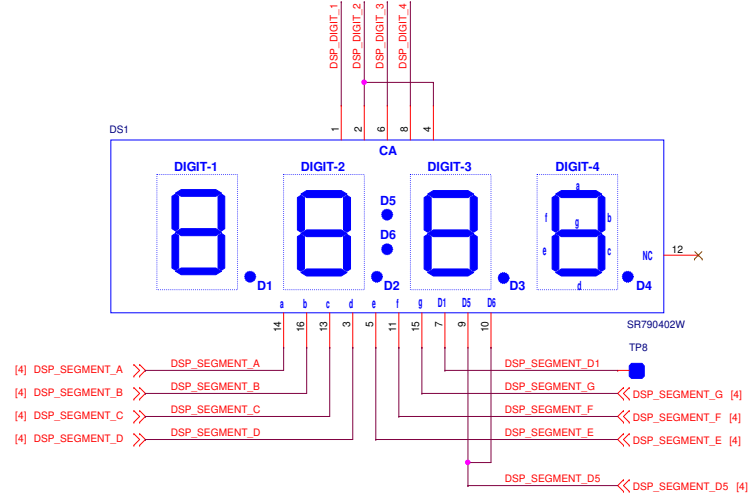 DSP_DIGIT_1
DSP_DIGIT_2
DSP_DIGIT_3
DSP_DIGIT_4
1
2
6
8
4
DS1
CA
DIGIT-1
DIGIT-2
DIGIT-3
DIGIT-4
a
f
b
g
e
c
d
D5
D6
NC
12
D1
D2
D3
D4
a b c d e f g D1 D5 D6
14
16
13
3
5
11
15
7
9
10
SR790402W
TP8
[4] DSP_SEGMENT_A
DSP_SEGMENT_A
DSP_SEGMENT_D1
[4] DSP_SEGMENT_B
DSP_SEGMENT_B
DSP_SEGMENT_G
DSP_SEGMENT_G [4]
[4] DSP_SEGMENT_C
DSP_SEGMENT_C
DSP_SEGMENT_F
DSP_SEGMENT_F [4]
[4] DSP_SEGMENT_D
DSP_SEGMENT_D
DSP_SEGMENT_E
DSP_SEGMENT_E [4]
DSP_SEGMENT_D5
DSP_SEGMENT_D5 [4]